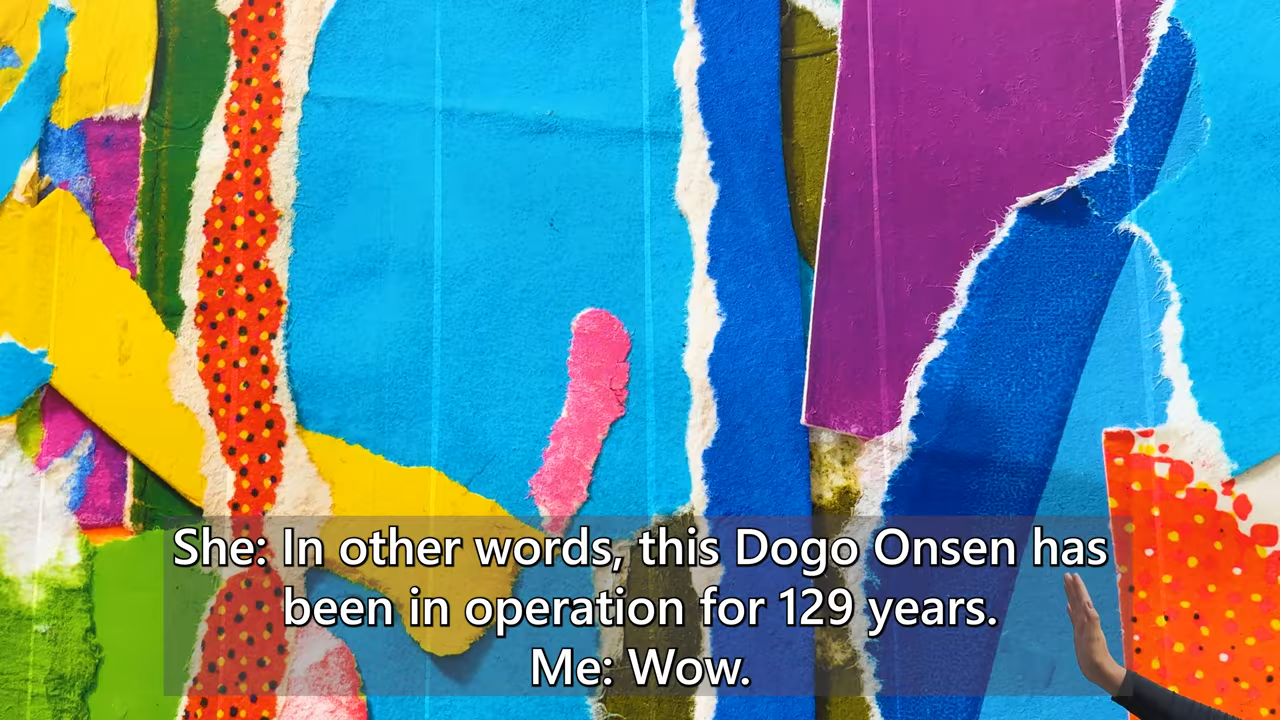 She: In other words, this Dogo Onsen has
been in operation for 129 years.
Me: Wow.